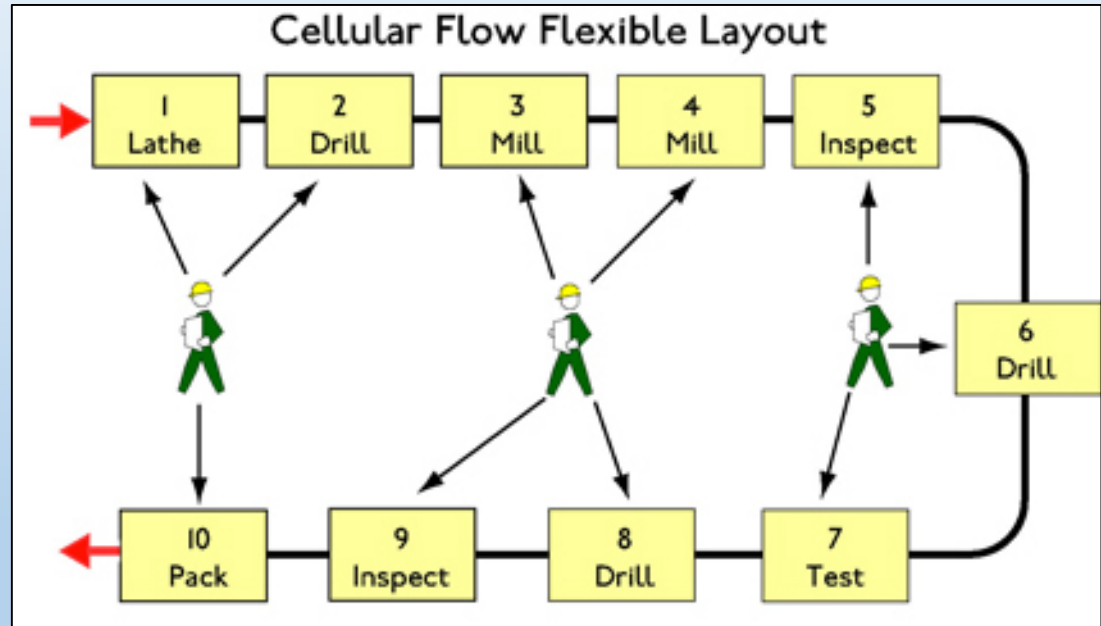 Cellular Flow Flexible Layout
1
Lathe
2
Drill
3
Mill
4
Mill
5
Inspect
6
Drill
7
Test
8
Drill
9
Inspect
10
Pack